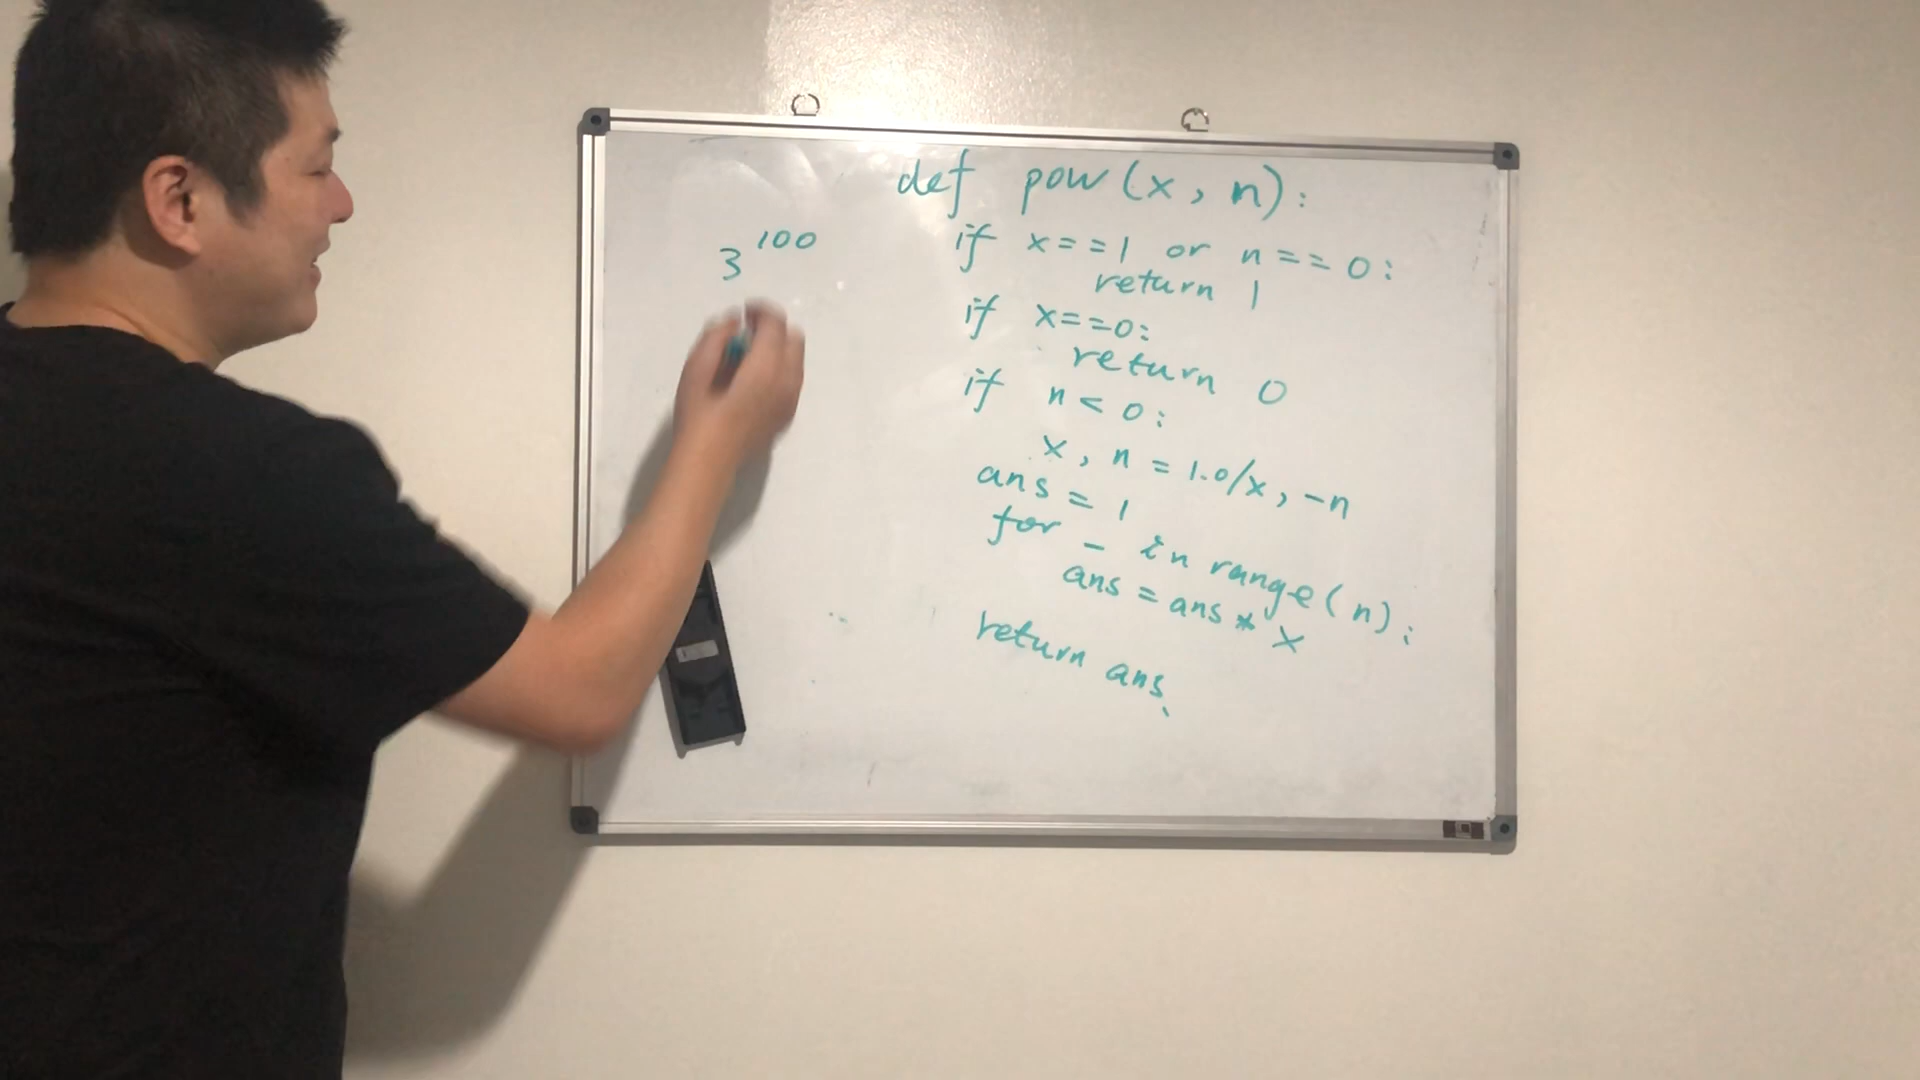 3^100
def pow(x, n):
if x==1 or n==0:
return 1
if x==0:
return 0
if n<0:
x, n = 1.0/x, -n
ans = 1
for _ in range(n):
ans = ans * x
return ans